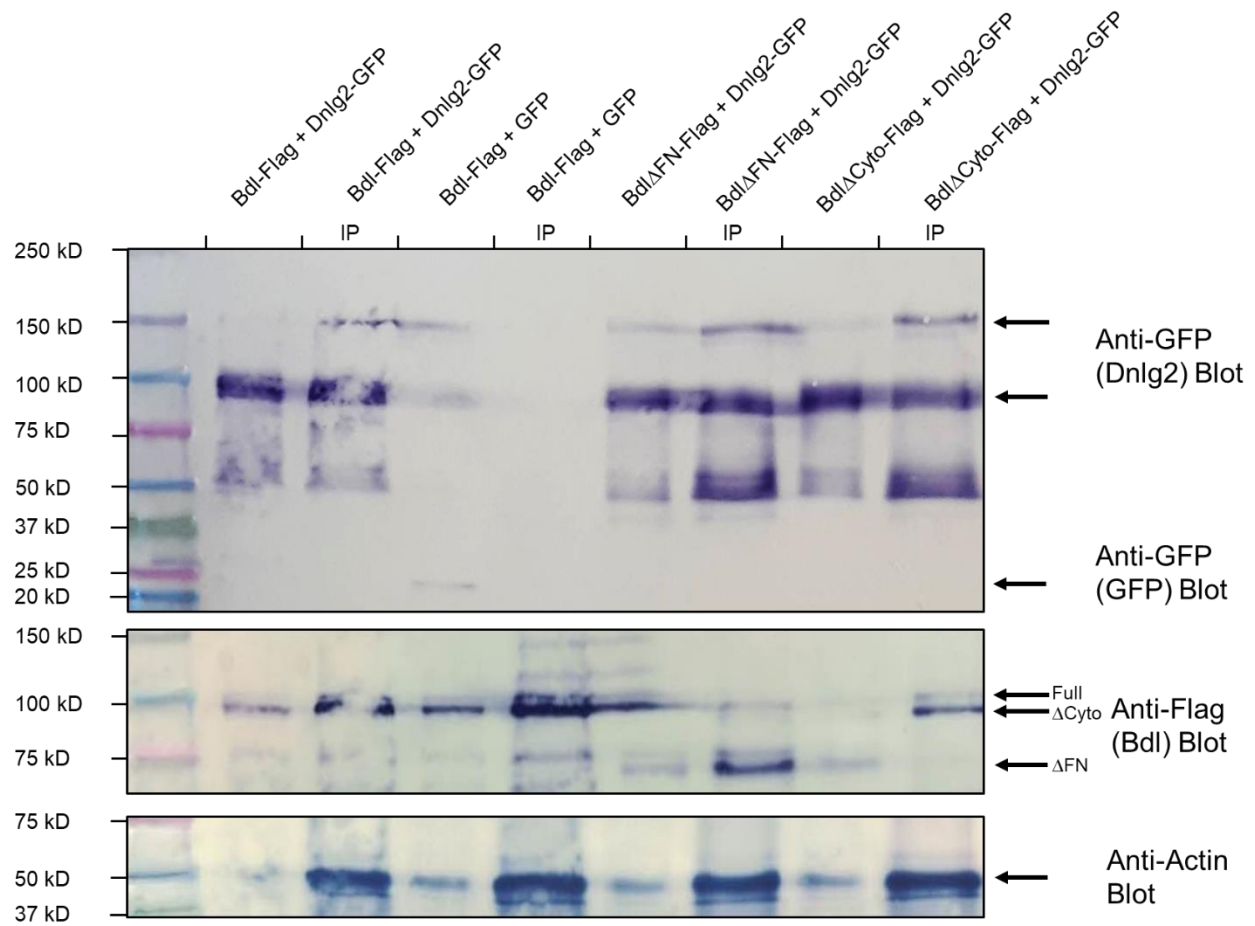 Bdl-Flag + Dnlg2-GFP
Bdl-Flag + Dnlg2-GFP
Bdl-Flag + GFP
Bdl-Flag + GFP
BdlΔFN-Flag + Dnlg2-GFP
BdlΔFN-Flag + Dnlg2-GFP
BdlΔCyto-Flag + Dnlg2-GFP
BdlΔCyto-Flag + Dnlg2-GFP
IP IP IP IP
250 kD
150 kD
100 kD
75 kD
50 kD
37 kD
25 kD
20 kD
Anti-GFP
(Dnlg2) Blot
Anti-GFP
(GFP) Blot
150 kD
100 kD
75 kD
Full
ΔCyto
ΔFN
Anti-Flag
(Bdl) Blot
75 kD
50 kD
37 kD
Anti-Actin
Blot